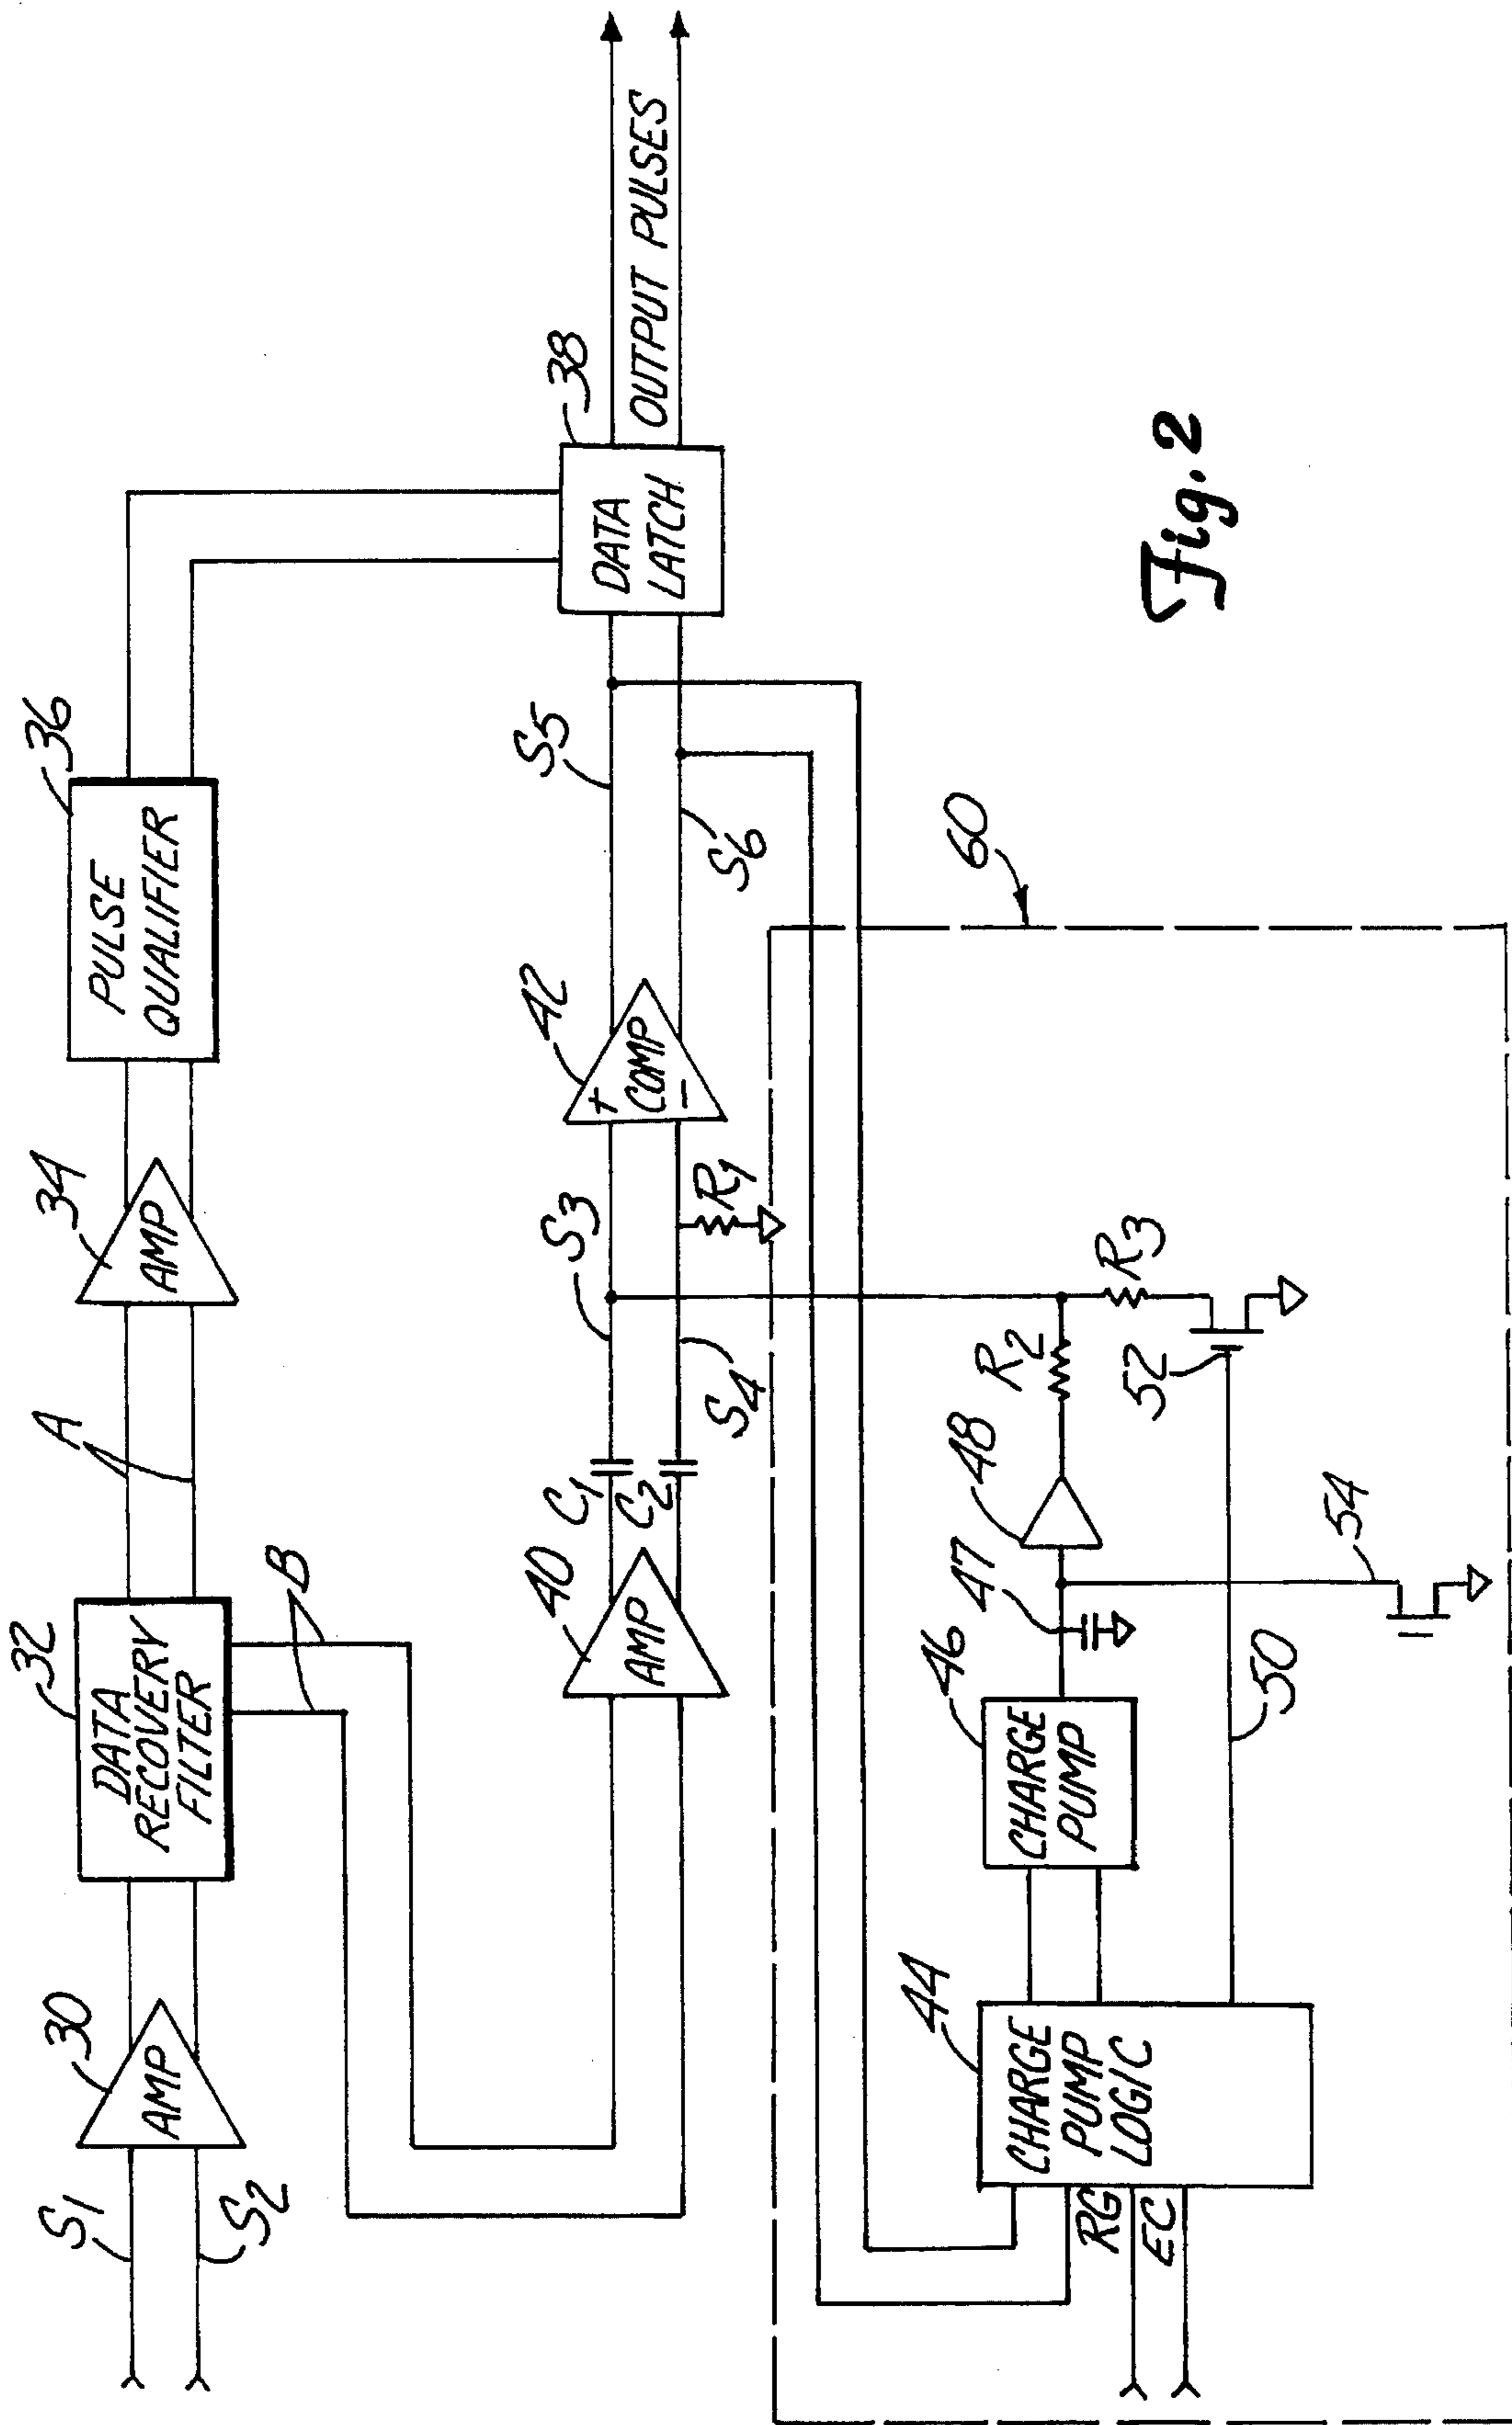 S1
S2
30
AMP
32
DATA
RECOVERY
FILTER
A
B
34
AMP
36
PULSE
QUALIFIER
40
AMP
C1
C2
S3
S4
R1
42
+
COMP
−
S5
S6
38
DATA
LATCH
OUTPUT PULSES
60
44
CHARGE
PUMP
LOGIC
RG
EC
46
CHARGE
PUMP
47
48
R2
R3
52
50
54
Fig. 2